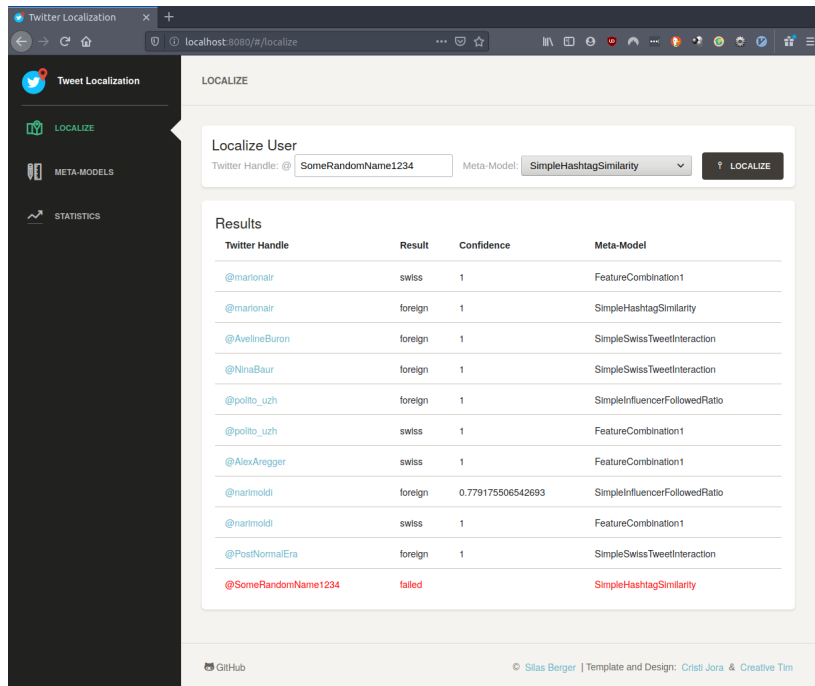 Twitter Localization
localhost:8080/#/localize
Tweet Localization
LOCALIZE
META-MODELS
STATISTICS
LOCALIZE
Localize User
Twitter Handle: @ SomeRandomName1234 Meta-Model: SimpleHashtagSimilarity LOCALIZE
Results
Twitter Handle Result Confidence Meta-Model
@marionair swiss 1 FeatureCombination1
@marionair foreign 1 SimpleHashtagSimilarity
@AvelineBuron foreign 1 SimpleSwissTweetInteraction
@NinaBaur foreign 1 SimpleSwissTweetInteraction
@polito_uzh foreign 1 SimpleInfluencerFollowedRatio
@polito_uzh swiss 1 FeatureCombination1
@AlexAregger swiss 1 FeatureCombination1
@narimoldi foreign 0.779175506542693 SimpleInfluencerFollowedRatio
@narimoldi swiss 1 FeatureCombination1
@PostNormalEra foreign 1 SimpleSwissTweetInteraction
@SomeRandomName1234 failed SimpleHashtagSimilarity
GitHub
© Silas Berger | Template and Design: Cristi Jora & Creative Tim